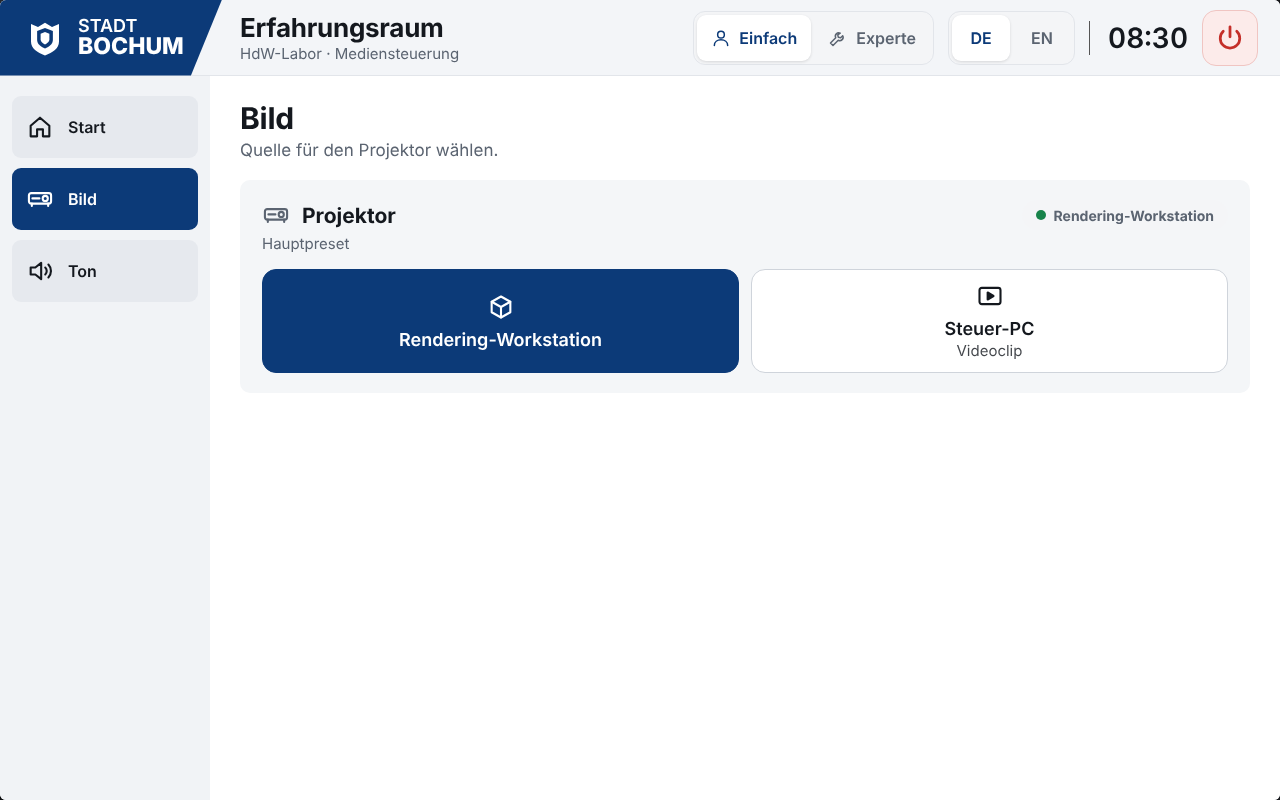 STADT
BOCHUM
Erfahrungsraum
HdW-Labor · Mediensteuerung
Einfach
Experte
DE
EN
08:30
Start
Bild
Ton
Bild
Quelle für den Projektor wählen.
Projektor
Rendering-Workstation
Hauptpreset
Rendering-Workstation
Steuer-PC
Videoclip